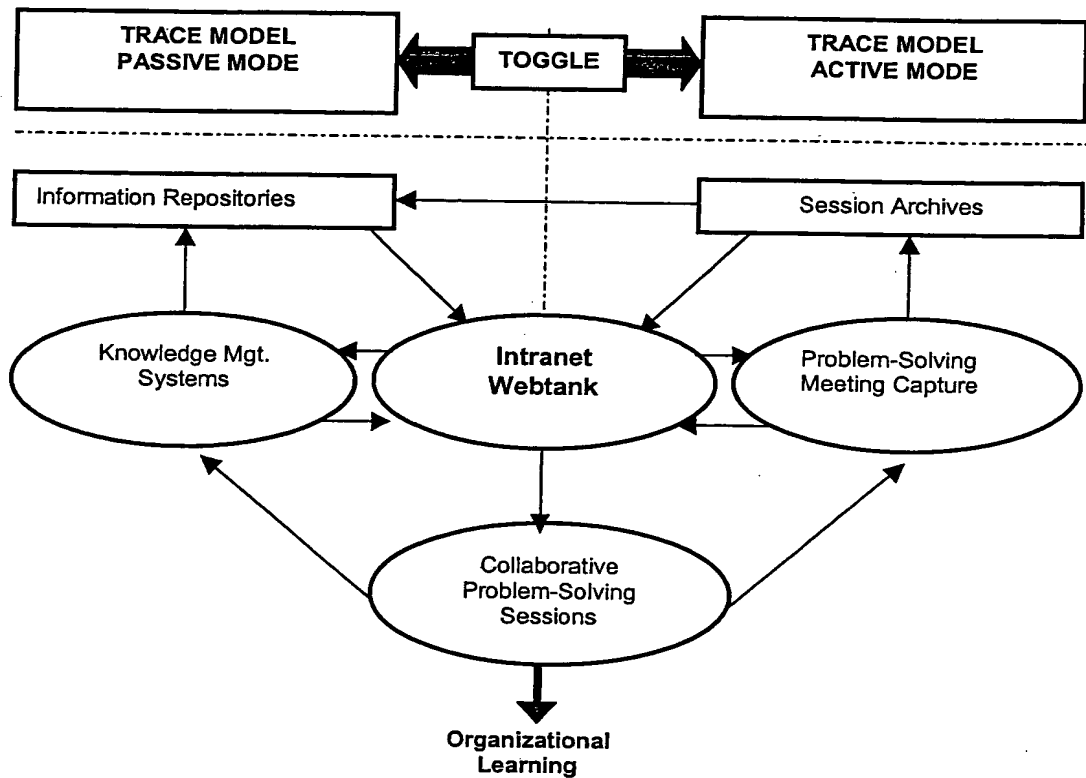 TRACE MODEL
PASSIVE MODE
TOGGLE
TRACE MODEL
ACTIVE MODE
Information Repositories
Session Archives
Knowledge Mgt.
Systems
Intranet
Webtank
Problem-Solving
Meeting Capture
Collaborative
Problem-Solving
Sessions
Organizational
Learning